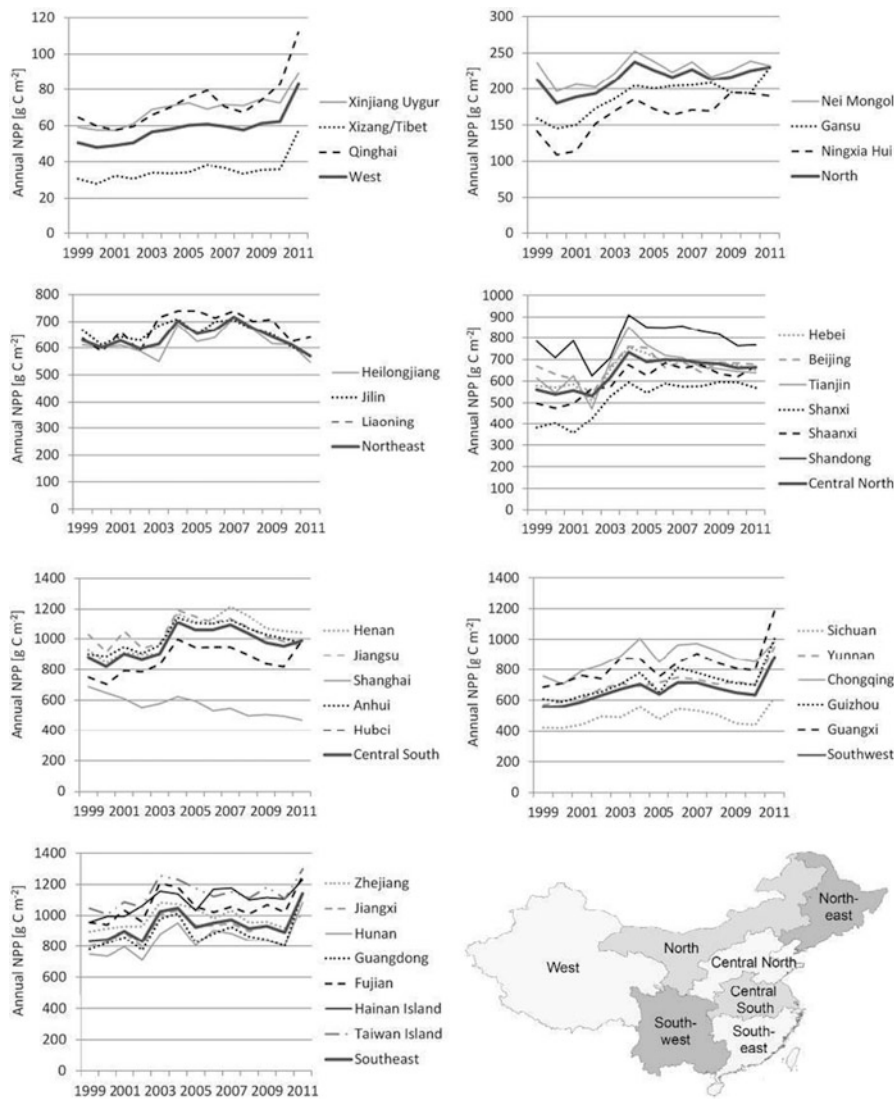 120
100
80
60
40
20
0
Annual NPP [g C m⁻²]
1999 2001 2003 2005 2007 2009 2011
Xinjiang Uygur
Xizang/Tibet
Qinghai
West
300
250
200
150
100
50
0
Annual NPP [g C m⁻²]
1999 2001 2003 2005 2007 2009 2011
Nei Mongol
Gansu
Ningxia Hui
North
800
700
600
500
400
300
200
100
0
Annual NPP [g C m⁻²]
1999 2001 2003 2005 2007 2009 2011
Heilongjiang
Jilin
Liaoning
Northeast
1000
900
800
700
600
500
400
300
200
100
0
Annual NPP [g C m⁻²]
1999 2001 2003 2005 2007 2009 2011
Hebei
Beijing
Tianjin
Shanxi
Shaanxi
Shandong
Central North
1400
1200
1000
800
600
400
200
0
Annual NPP [g C m⁻²]
1999 2001 2003 2005 2007 2009 2011
Henan
Jiangsu
Shanghai
Anhui
Hubei
Central South
1400
1200
1000
800
600
400
200
0
Annual NPP [g C m⁻²]
1999 2001 2003 2005 2007 2009 2011
Sichuan
Yunnan
Chongqing
Guizhou
Guangxi
Southwest
1400
1200
1000
800
600
400
200
0
Annual NPP [g C m⁻²]
1999 2001 2003 2005 2007 2009 2011
Zhejiang
Jiangxi
Hunan
Guangdong
Fujian
Hainan Island
Taiwan Island
Southeast
North-
east
North
West
Central North
Central
South
South-
west
South-
east